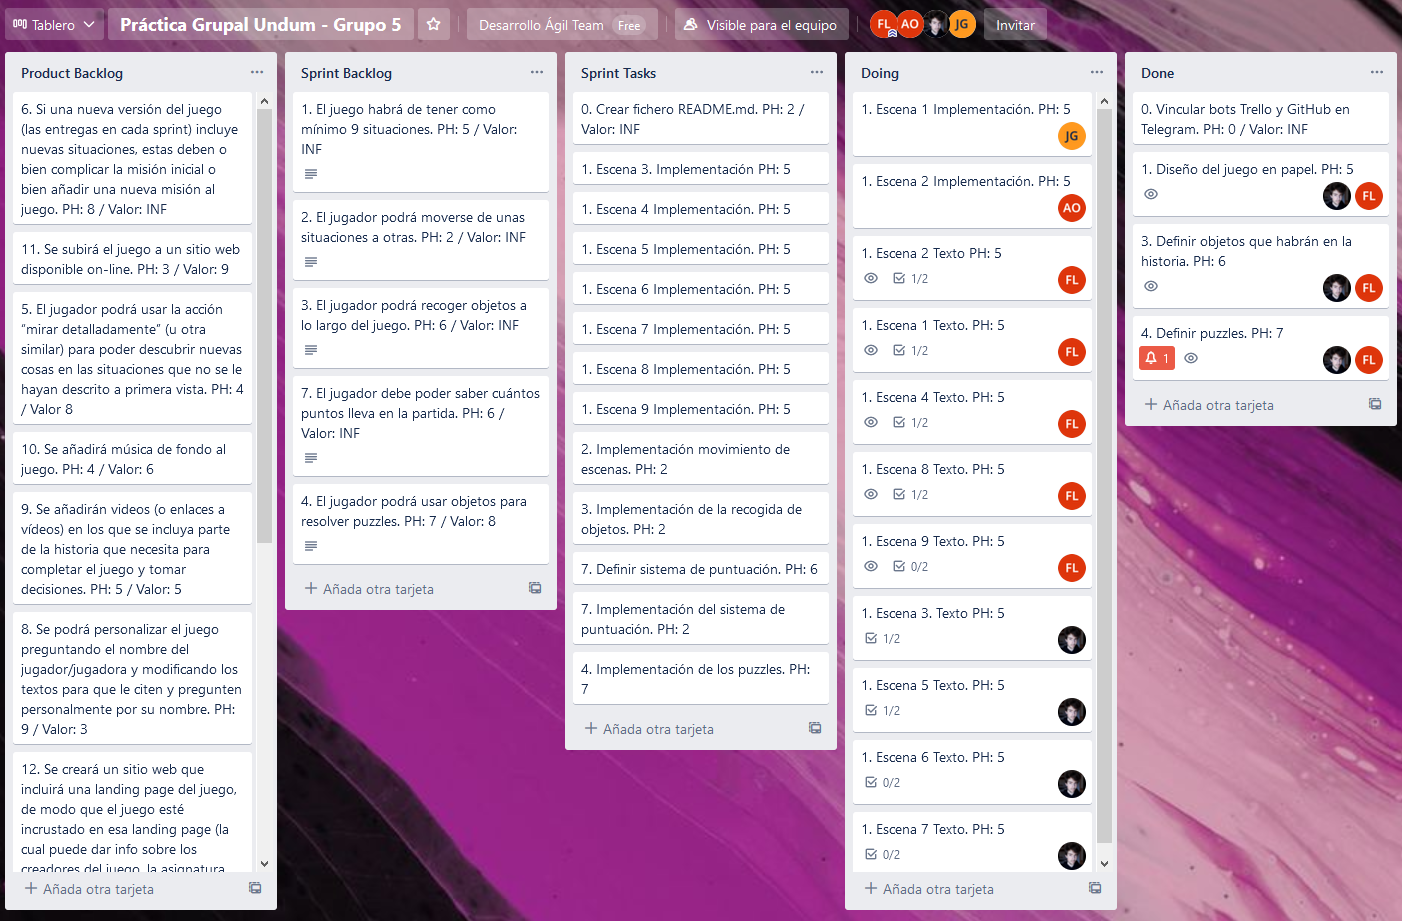 Tablero
Práctica Grupal Undum - Grupo 5
Desarrollo Ágil Team Free
Visible para el equipo
FL
AO
JG
Invitar
Product Backlog
6. Si una nueva versión del juego
(las entregas en cada sprint) incluye
nuevas situaciones, estas deben o
bien complicar la misión inicial o
bien añadir una nueva misión al
juego. PH: 8 / Valor: INF
11. Se subirá el juego a un sitio web
disponible on-line. PH: 3 / Valor: 9
5. El jugador podrá usar la acción
“mirar detalladamente” (u otra
similar) para poder descubrir nuevas
cosas en las situaciones que no se le
hayan descrito a primera vista. PH: 4
/ Valor 8
10. Se añadirá música de fondo al
juego. PH: 4 / Valor: 6
9. Se añadirán videos (o enlaces a
vídeos) en los que se incluya parte
de la historia que necesita para
completar el juego y tomar
decisiones. PH: 5 / Valor: 5
8. Se podrá personalizar el juego
preguntando el nombre del
jugador/jugadora y modificando los
textos para que le citen y pregunten
personalmente por su nombre. PH:
9 / Valor: 3
12. Se creará un sitio web que
incluirá una landing page del juego,
de modo que el juego esté
incrustado en esa landing page (la
cual puede dar info sobre los
creadores del juego, la asignatura
Añada otra tarjeta
Sprint Backlog
1. El juego habrá de tener como
mínimo 9 situaciones. PH: 5 / Valor:
INF
2. El jugador podrá moverse de unas
situaciones a otras. PH: 2 / Valor: INF
3. El jugador podrá recoger objetos a
lo largo del juego. PH: 6 / Valor: INF
7. El jugador debe poder saber cuántos
puntos lleva en la partida. PH: 6 /
Valor: INF
4. El jugador podrá usar objetos para
resolver puzzles. PH: 7 / Valor: 8
Añada otra tarjeta
Sprint Tasks
0. Crear fichero README.md. PH: 2 /
Valor: INF
1. Escena 3. Implementación PH: 5
1. Escena 4 Implementación. PH: 5
1. Escena 5 Implementación. PH: 5
1. Escena 6 Implementación. PH: 5
1. Escena 7 Implementación. PH: 5
1. Escena 8 Implementación. PH: 5
1. Escena 9 Implementación. PH: 5
2. Implementación movimiento de
escenas. PH: 2
3. Implementación de la recogida de
objetos. PH: 2
7. Definir sistema de puntuación. PH: 6
7. Implementación del sistema de
puntuación. PH: 2
4. Implementación de los puzzles. PH:
7
Añada otra tarjeta
Doing
1. Escena 1 Implementación. PH: 5
JG
1. Escena 2 Implementación. PH: 5
AO
1. Escena 2 Texto PH: 5
1/2
FL
1. Escena 1 Texto. PH: 5
1/2
FL
1. Escena 4 Texto. PH: 5
1/2
FL
1. Escena 8 Texto. PH: 5
1/2
FL
1. Escena 9 Texto. PH: 5
0/2
FL
1. Escena 3. Texto PH: 5
1/2
1. Escena 5 Texto. PH: 5
1/2
1. Escena 6 Texto. PH: 5
0/2
1. Escena 7 Texto. PH: 5
0/2
Añada otra tarjeta
Done
0. Vincular bots Trello y GitHub en
Telegram. PH: 0 / Valor: INF
1. Diseño del juego en papel. PH: 5
FL
3. Definir objetos que habrán en la
historia. PH: 6
FL
4. Definir puzzles. PH: 7
1
FL
Añada otra tarjeta